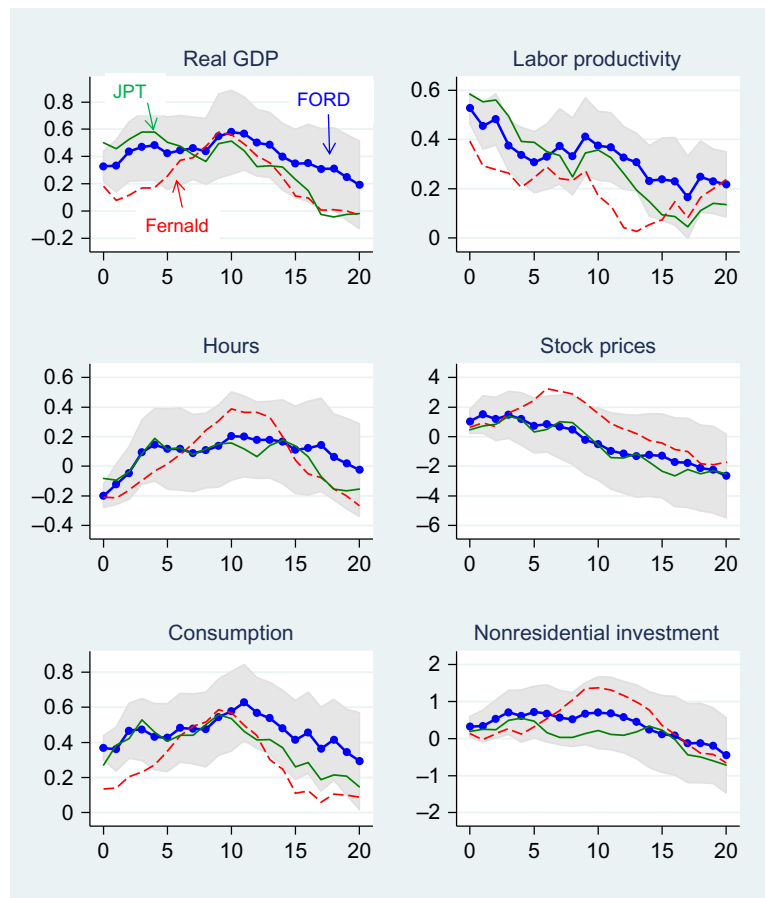 Real GDP
JPT
FORD
Fernald
0.8
0.6
0.4
0.2
0
–0.2
0 5 10 15 20
Labor productivity
0.6
0.4
0.2
0
0 5 10 15 20
Hours
0.6
0.4
0.2
0
–0.2
–0.4
0 5 10 15 20
Stock prices
4
2
0
–2
–4
–6
0 5 10 15 20
Consumption
0.8
0.6
0.4
0.2
0
0 5 10 15 20
Nonresidential investment
2
1
0
–1
–2
0 5 10 15 20